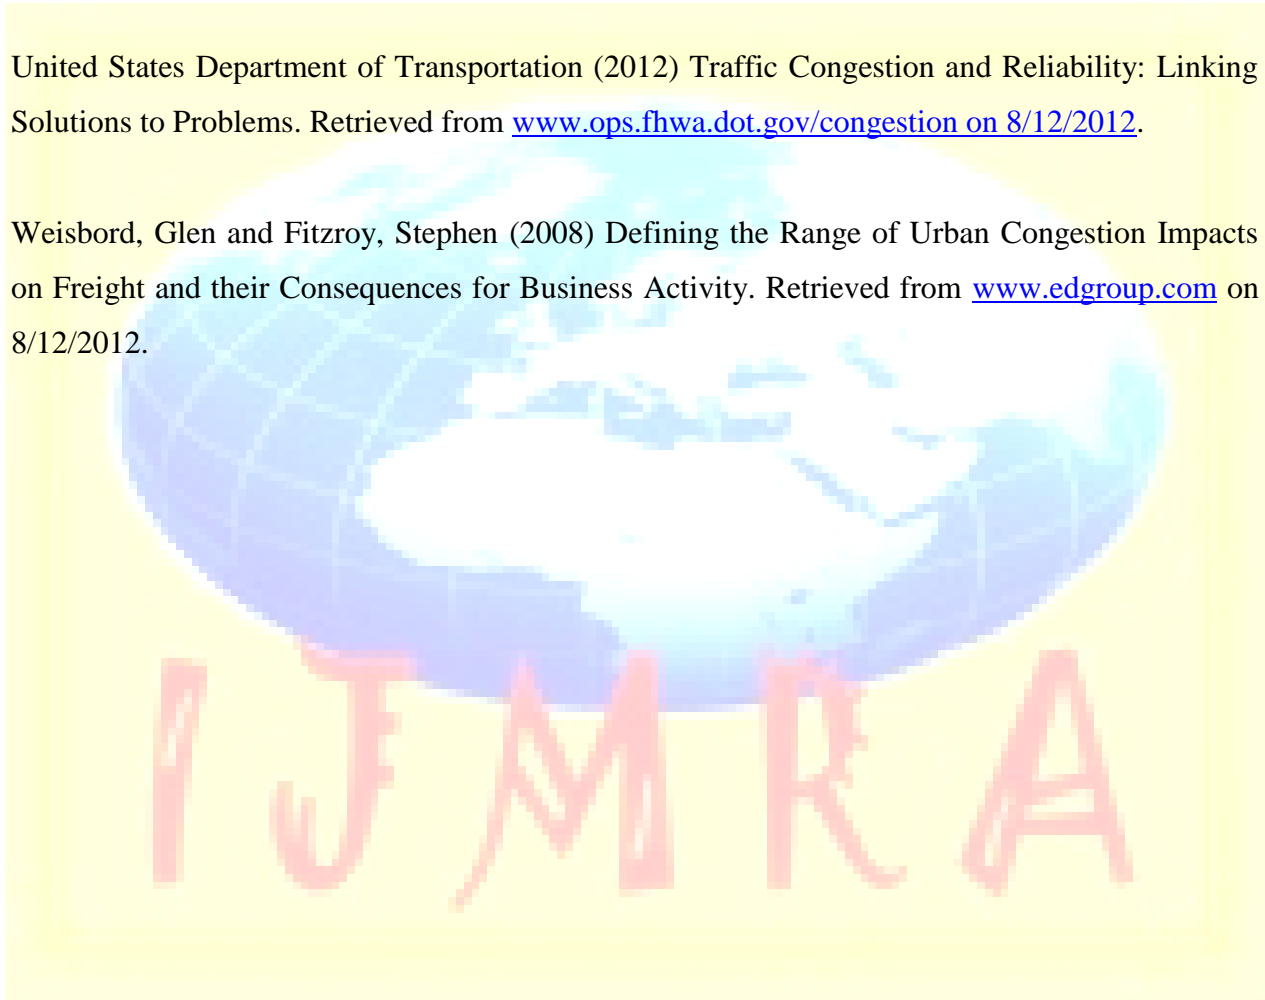 United States Department of Transportation (2012) Traffic Congestion and Reliability: Linking
Solutions to Problems. Retrieved from www.ops.fhwa.dot.gov/congestion on 8/12/2012.
Weisbord, Glen and Fitzroy, Stephen (2008) Defining the Range of Urban Congestion Impacts
on Freight and their Consequences for Business Activity. Retrieved from www.edgroup.com on
8/12/2012.
IJMRA